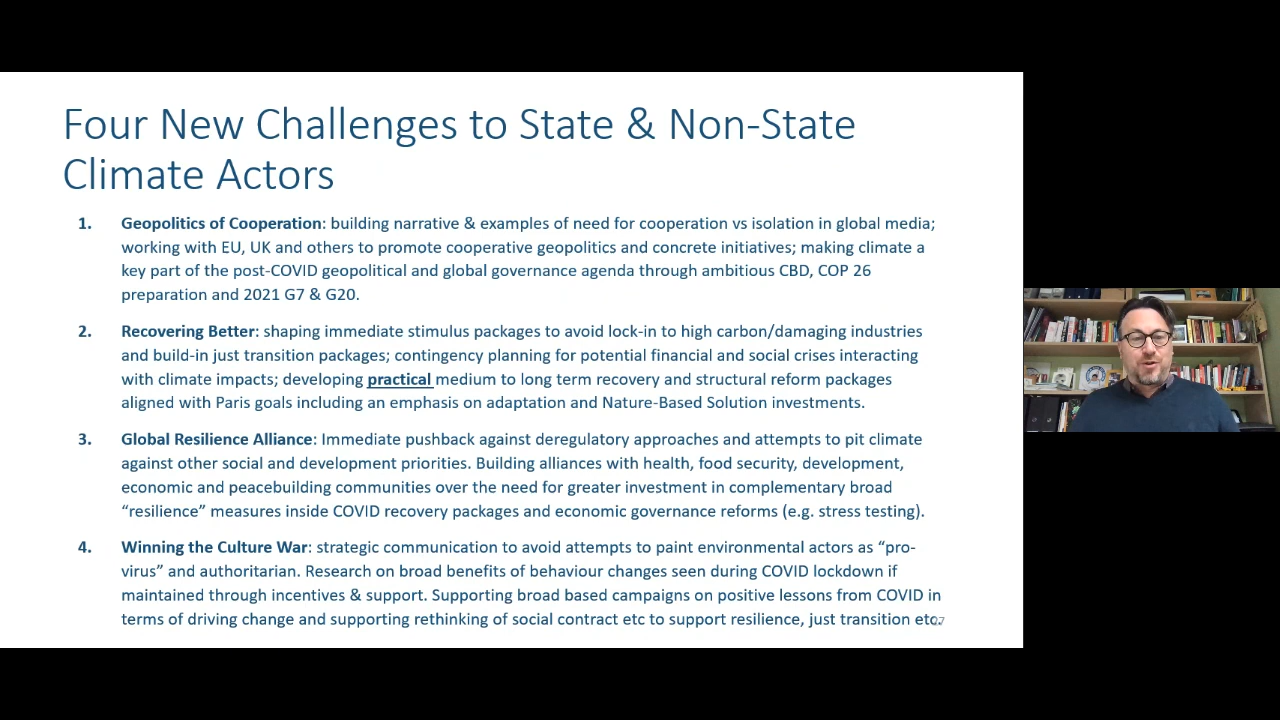 Four New Challenges to State & Non-State
Climate Actors
1. Geopolitics of Cooperation: building narrative & examples of need for cooperation vs isolation in global media;
working with EU, UK and others to promote cooperative geopolitics and concrete initiatives; making climate a
key part of the post-COVID geopolitical and global governance agenda through ambitious CBD, COP 26
preparation and 2021 G7 & G20.
2. Recovering Better: shaping immediate stimulus packages to avoid lock-in to high carbon/damaging industries
and build-in just transition packages; contingency planning for potential financial and social crises interacting
with climate impacts; developing practical medium to long term recovery and structural reform packages
aligned with Paris goals including an emphasis on adaptation and Nature-Based Solution investments.
3. Global Resilience Alliance: Immediate pushback against deregulatory approaches and attempts to pit climate
against other social and development priorities. Building alliances with health, food security, development,
economic and peacebuilding communities over the need for greater investment in complementary broad
“resilience” measures inside COVID recovery packages and economic governance reforms (e.g. stress testing).
4. Winning the Culture War: strategic communication to avoid attempts to paint environmental actors as “pro-
virus” and authoritarian. Research on broad benefits of behaviour changes seen during COVID lockdown if
maintained through incentives & support. Supporting broad based campaigns on positive lessons from COVID in
terms of driving change and supporting rethinking of social contract etc to support resilience, just transition etc.